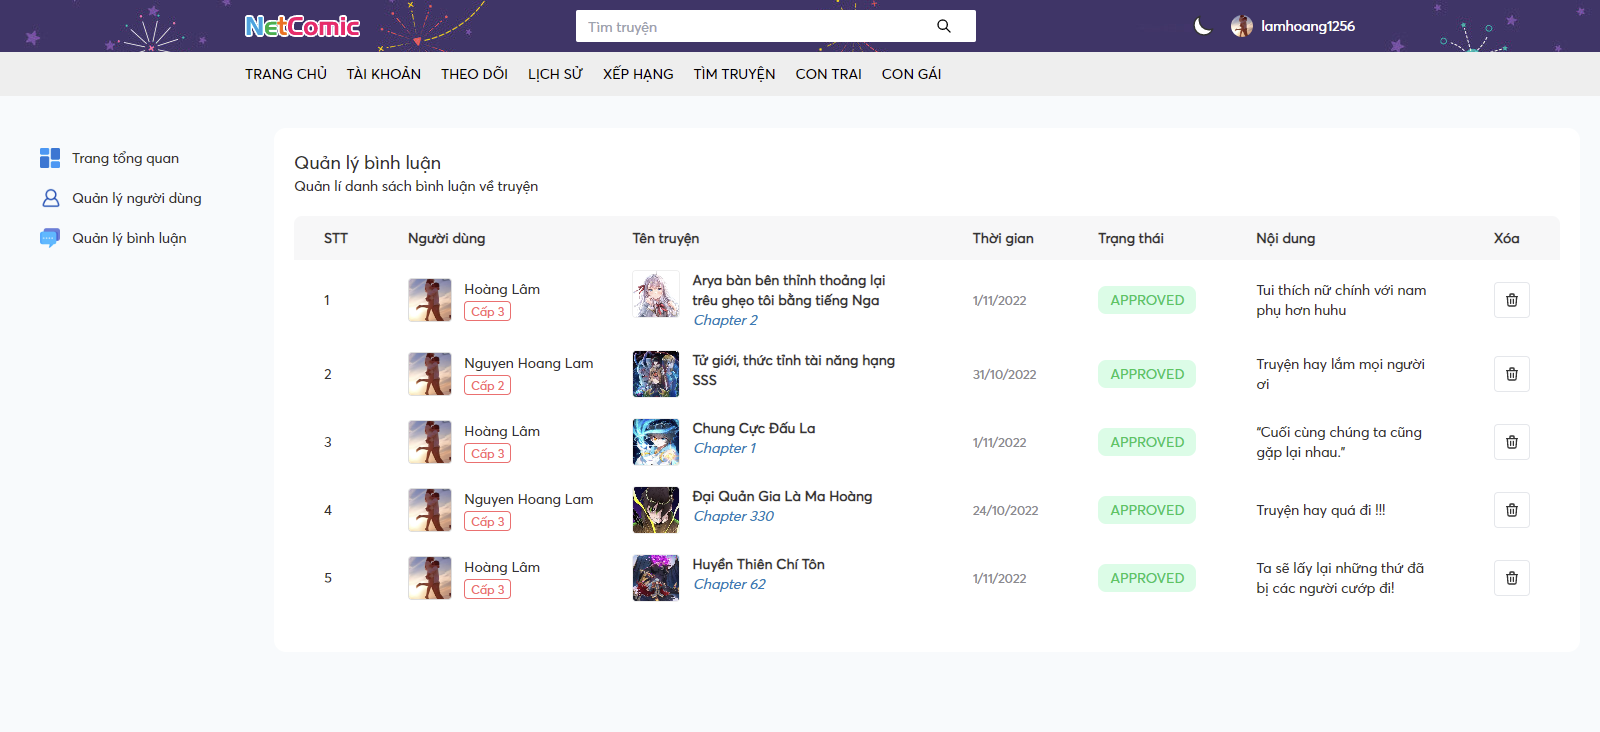 NetComic
Tìm truyện
lamhoang1256
TRANG CHỦ TÀI KHOẢN THEO DÕI LỊCH SỬ XẾP HẠNG TÌM TRUYỆN CON TRAI CON GÁI
Trang tổng quan
Quản lý người dùng
Quản lý bình luận
Quản lý bình luận
Quản lí danh sách bình luận về truyện
STT Người dùng Tên truyện Thời gian Trạng thái Nội dung Xóa
1
Hoàng Lâm
Cấp 3
Arya bàn bên thỉnh thoảng lại
trêu ghẹo tôi bằng tiếng Nga
Chapter 2
1/11/2022
APPROVED
Tui thích nữ chính với nam
phụ hơn huhu
2
Nguyen Hoang Lam
Cấp 2
Tử giới, thức tỉnh tài năng hạng
SSS
31/10/2022
APPROVED
Truyện hay lắm mọi người
ơi
3
Hoàng Lâm
Cấp 3
Chung Cực Đấu La
Chapter 1
1/11/2022
APPROVED
"Cuối cùng chúng ta cũng
gặp lại nhau."
4
Nguyen Hoang Lam
Cấp 3
Đại Quản Gia Là Ma Hoàng
Chapter 330
24/10/2022
APPROVED
Truyện hay quá đi !!!
5
Hoàng Lâm
Cấp 3
Huyền Thiên Chí Tôn
Chapter 62
1/11/2022
APPROVED
Ta sẽ lấy lại những thứ đã
bị các người cướp đi!